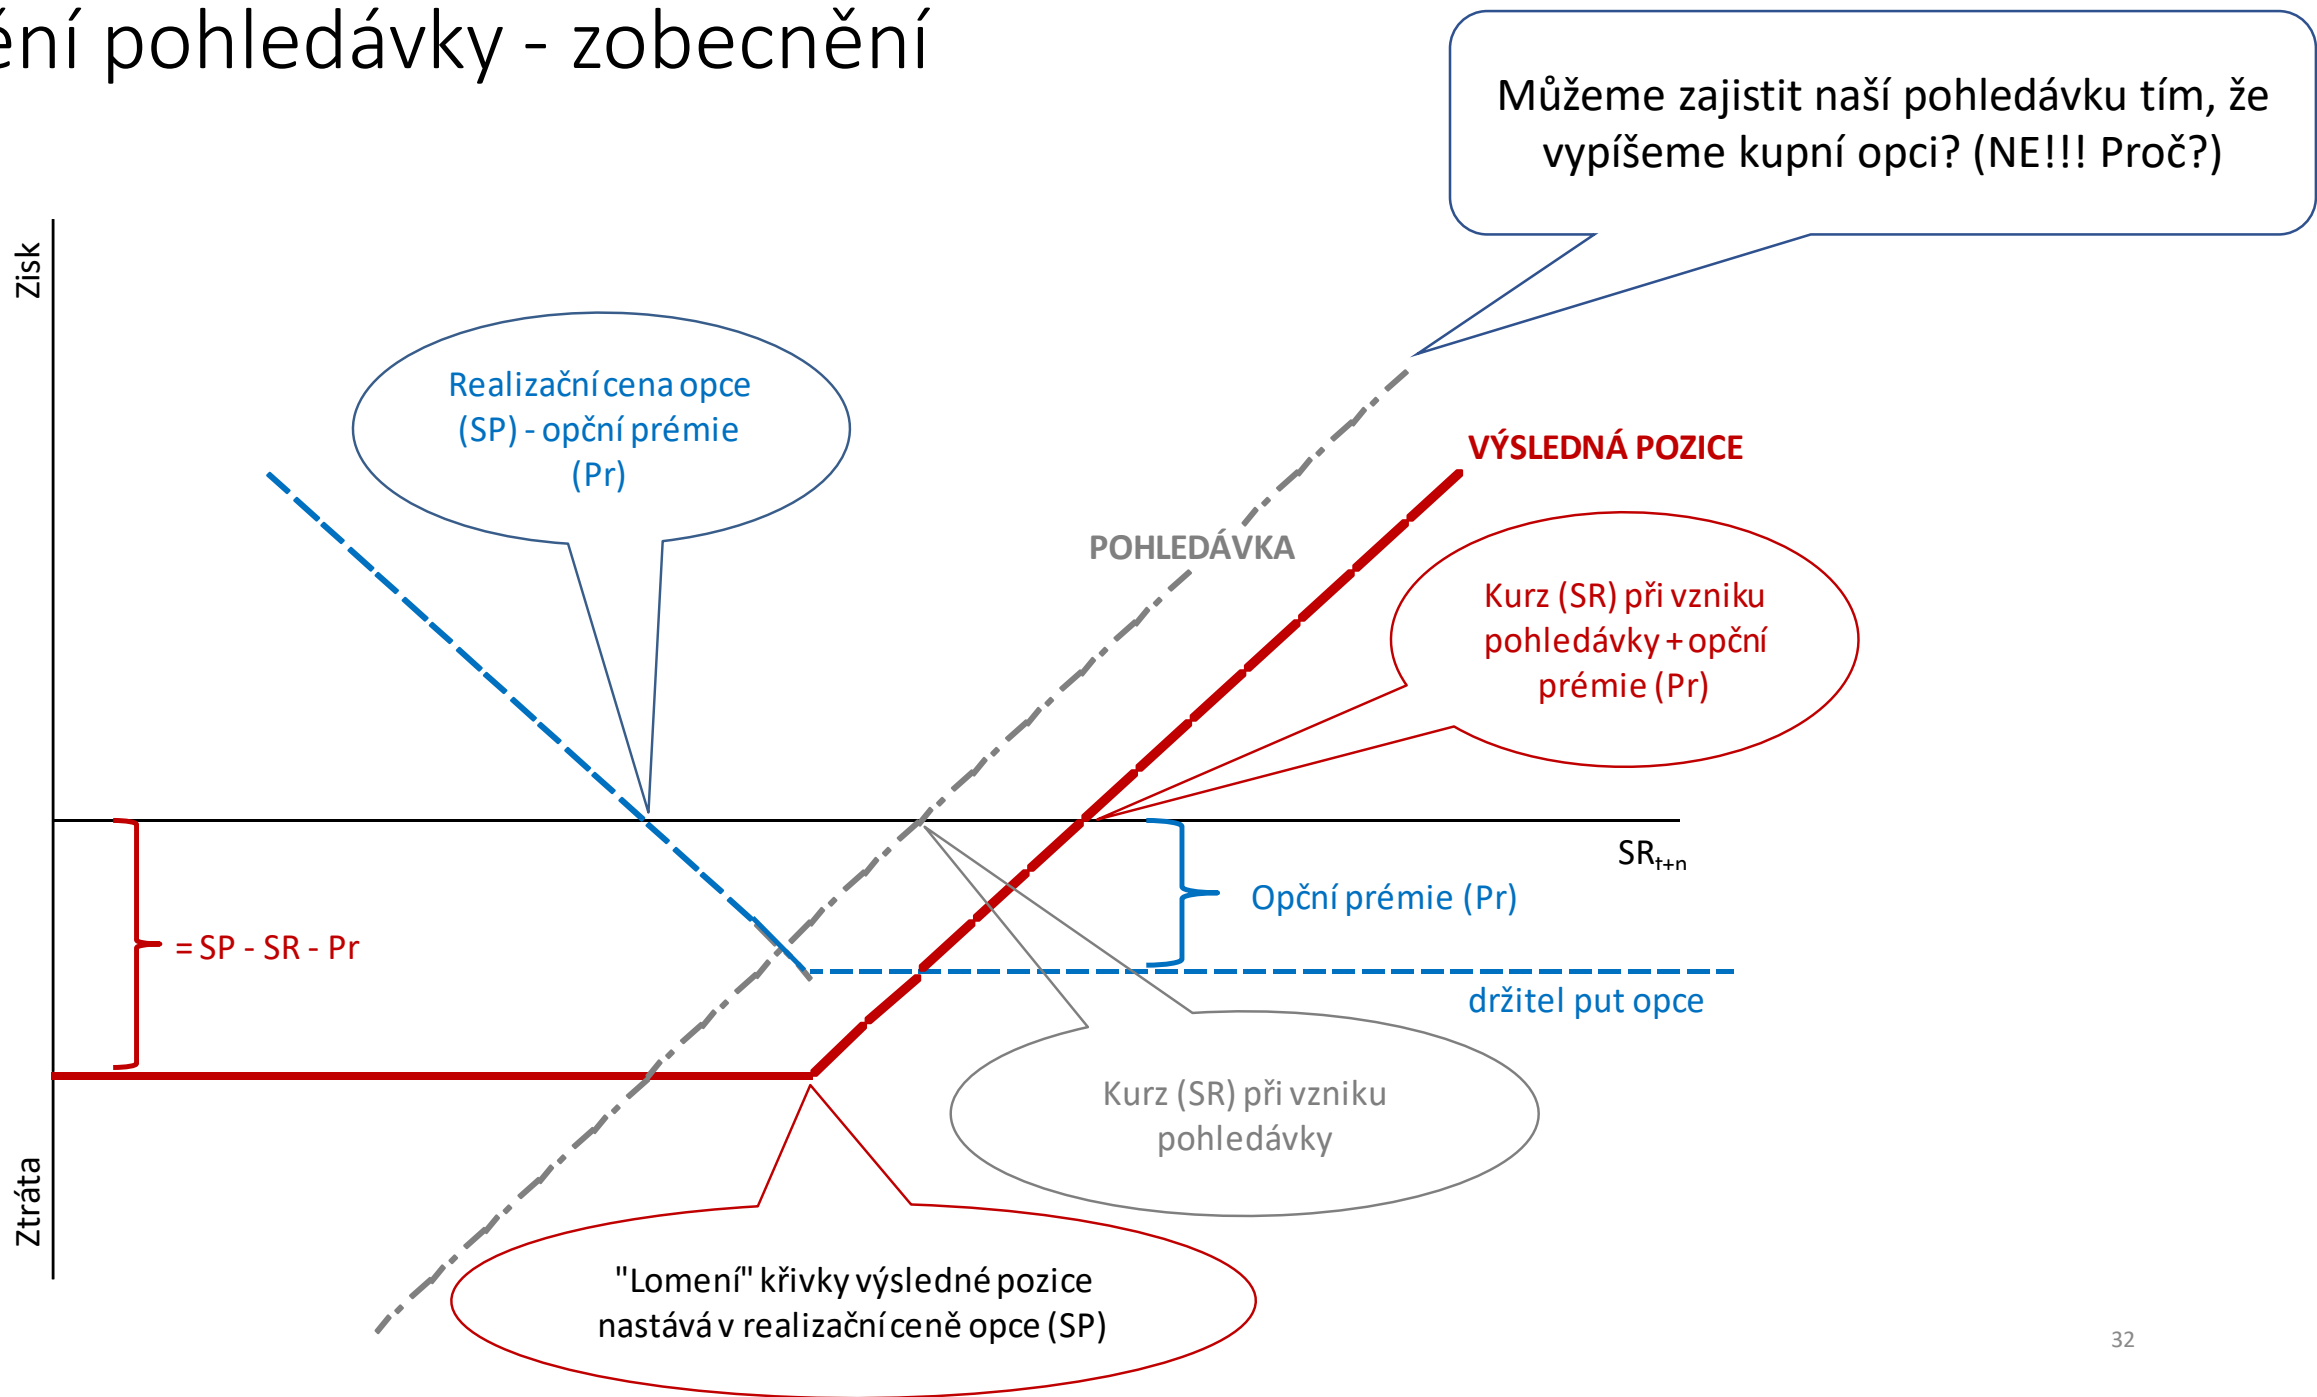 ění pohledávky - zobecnění
Můžeme zajistit naší pohledávku tím, že
vypíšeme kupní opci? (NE!!! Proč?)
Zisk
Realizační cena opce
(SP) - opční prémie
(Pr)
VÝSLEDNÁ POZICE
POHLEDÁVKA
Kurz (SR) při vzniku
pohledávky + opční
prémie (Pr)
SRt+n
Opční prémie (Pr)
= SP - SR - Pr
držitel put opce
Kurz (SR) při vzniku
pohledávky
Ztráta
"Lomení" křivky výsledné pozice
nastává v realizační ceně opce (SP)
32